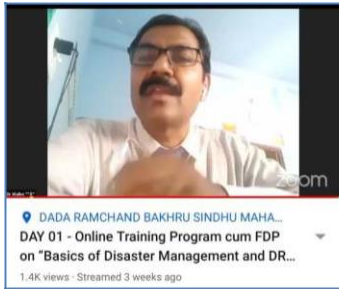 zoom
DADA RAMCHAND BAKHRU SINDHU MAHA...
DAY 01 - Online Training Program cum FDP
on "Basics of Disaster Management and DR...
1.4K views · Streamed 3 weeks ago